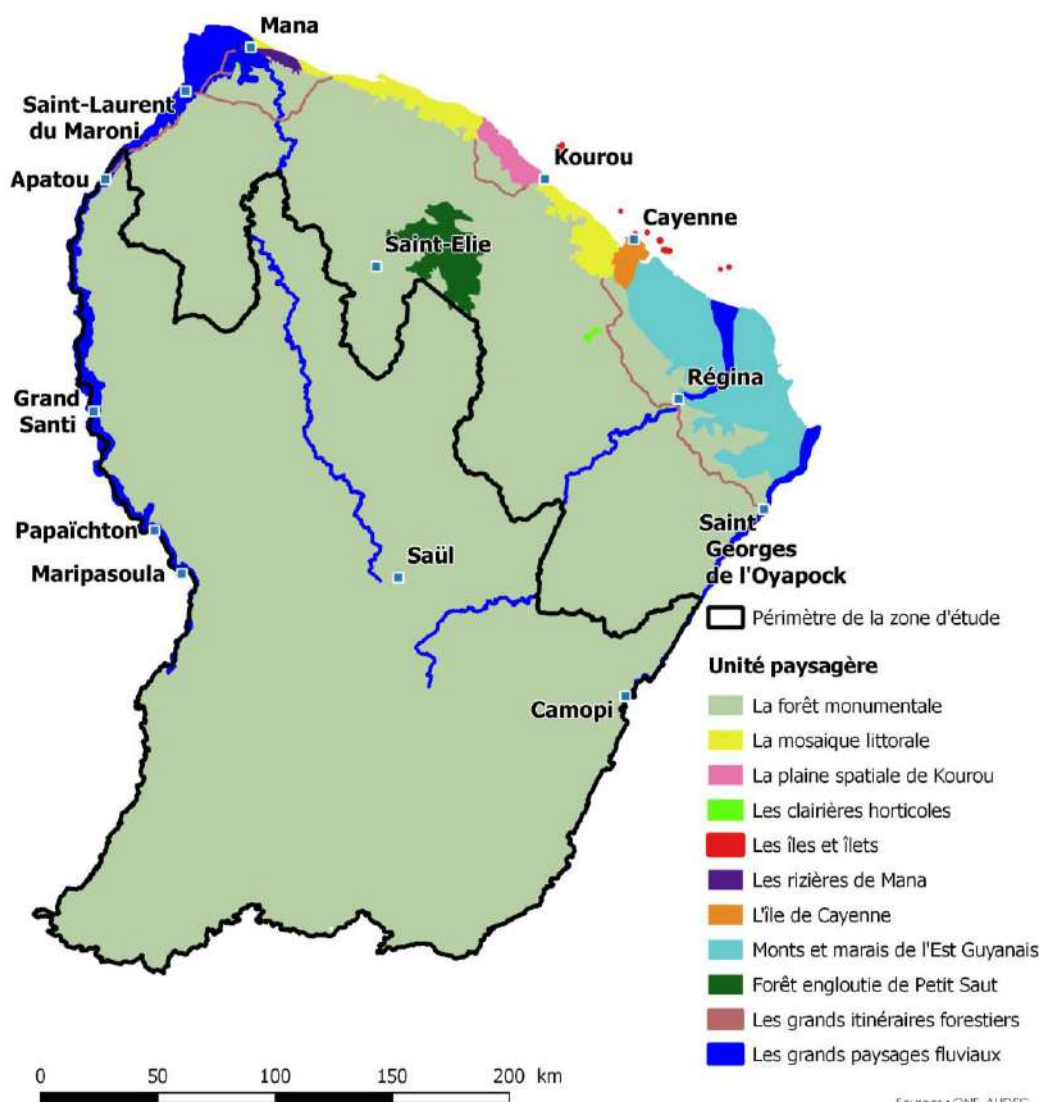 Mana
Saint-Laurent
du Maroni
Apatou
Kourou
Cayenne
Saint-Elie
Régina
Grand
Santi
Papaïchton
Maripasoula
Saül
Saint
Georges
de l'Oyapock
Camopi
Périmètre de la zone d'étude
Unité paysagère
La forêt monumentale
La mosaique littorale
La plaine spatiale de Kourou
Les clairières horticoles
Les îles et îlets
Les rizières de Mana
L'île de Cayenne
Monts et marais de l'Est Guyanais
Forêt engloutie de Petit Saut
Les grands itinéraires forestiers
Les grands paysages fluviaux
0 50 100 150 200 km